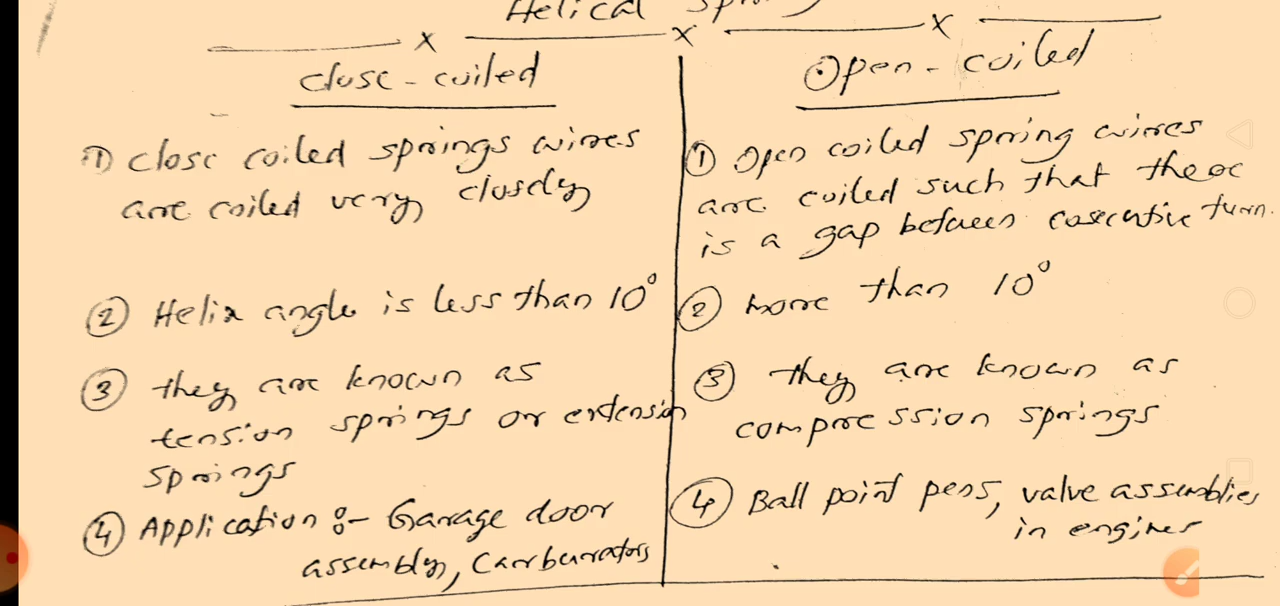 Helical Spring
close-coiled
Open-coiled
① close coiled springs wires
are coiled very closely
① Open coiled spring wires
are coiled such that there
is a gap between cosecutive turn.
② Helix angle is less than 10°
② more than 10°
③ they are known as
tension springs or extension
springs
③ they are known as
compression springs
④ Application :- Garage door
assembly, Carburrators
④ Ball point pens, valve assemblies
in engines